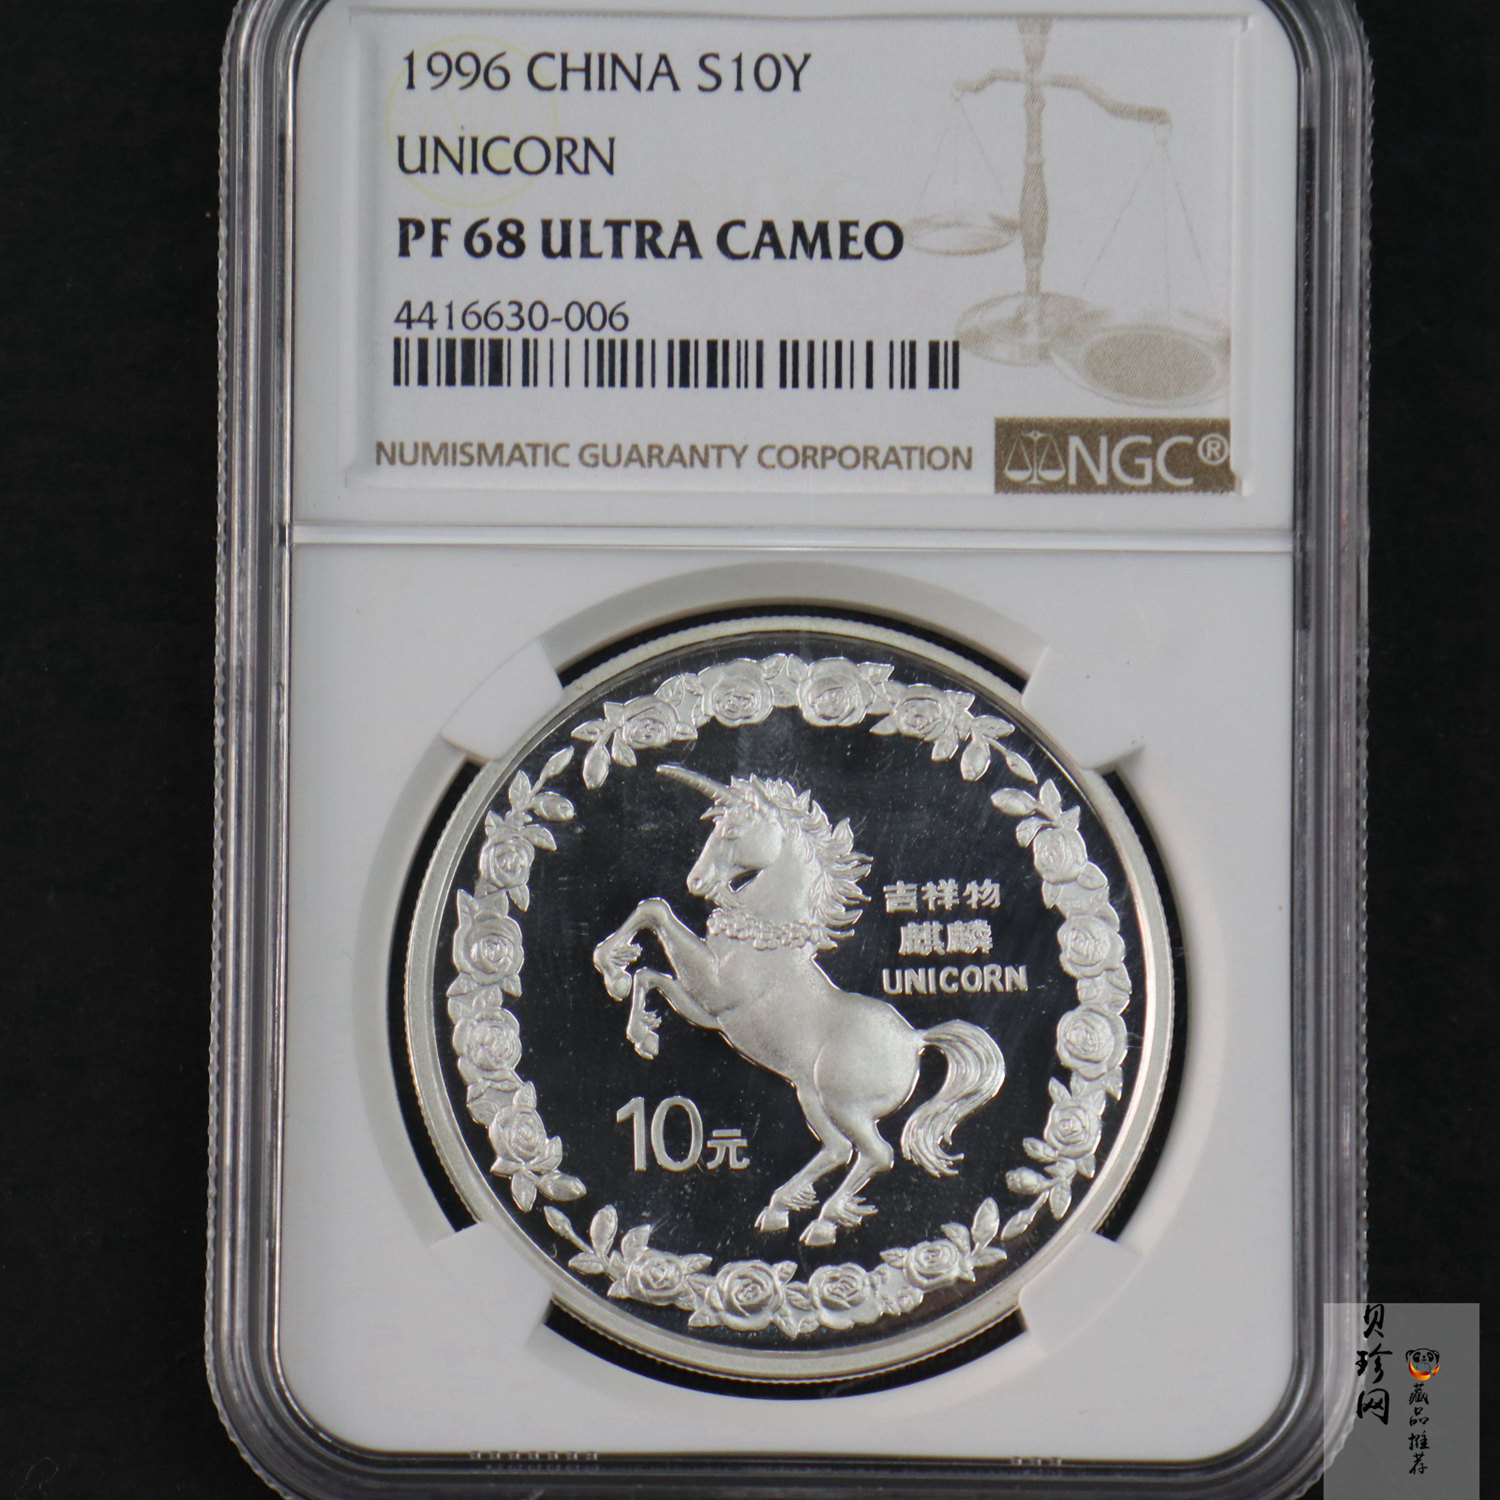 1996 CHINA S10Y
UNICORN
PF 68 ULTRA CAMEO
4416630-006
NUMISMATIC GUARANTY CORPORATION
NGC®
吉祥物
麒麟
UNICORN
10元
贝珍网
藏品推荐